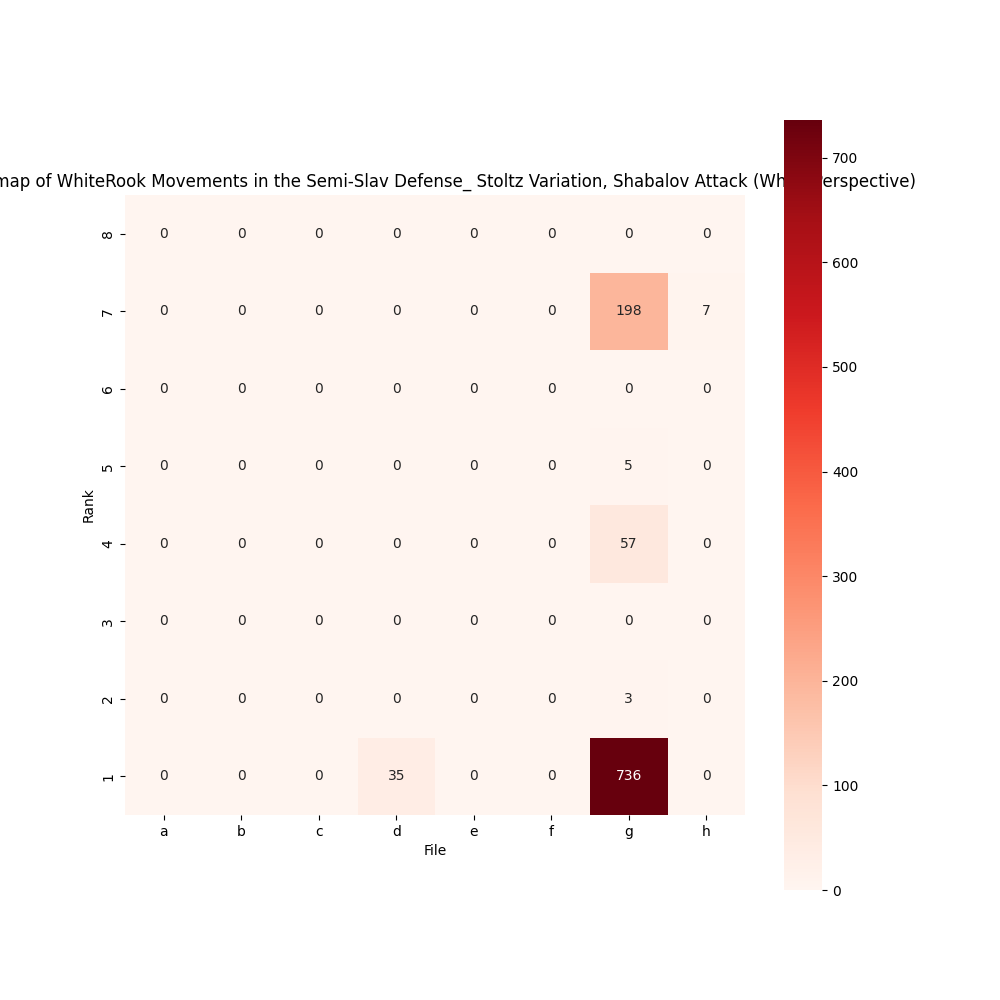 map of WhiteRook Movements in the Semi-Slav Defense_ Stoltz Variation, Shabalov Attack (Wh erspective)
8 0 0 0 0 0 0 0 0
7 0 0 0 0 0 0 198 7
6 0 0 0 0 0 0 0 0
5 0 0 0 0 0 0 5 0
4 0 0 0 0 0 0 57 0
3 0 0 0 0 0 0 0 0
2 0 0 0 0 0 0 3 0
1 0 0 0 35 0 0 736 0
a b c d e f g h
File
Rank
700
600
500
400
300
200
100
0